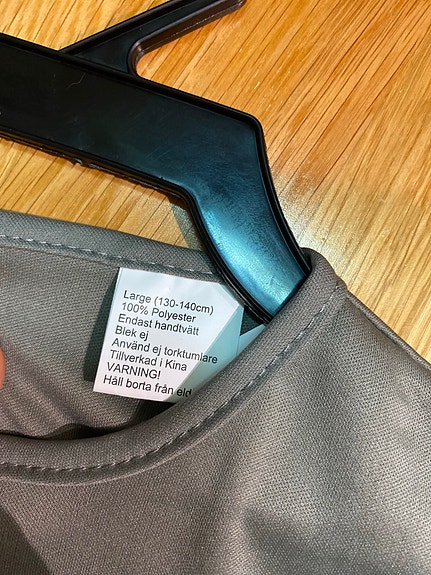 Large (130-140cm)
100% Polyester
Endast handtvätt
Blek ej
Använd ej torktumlare
Tillverkad i Kina
VARNING!
Håll borta från eld